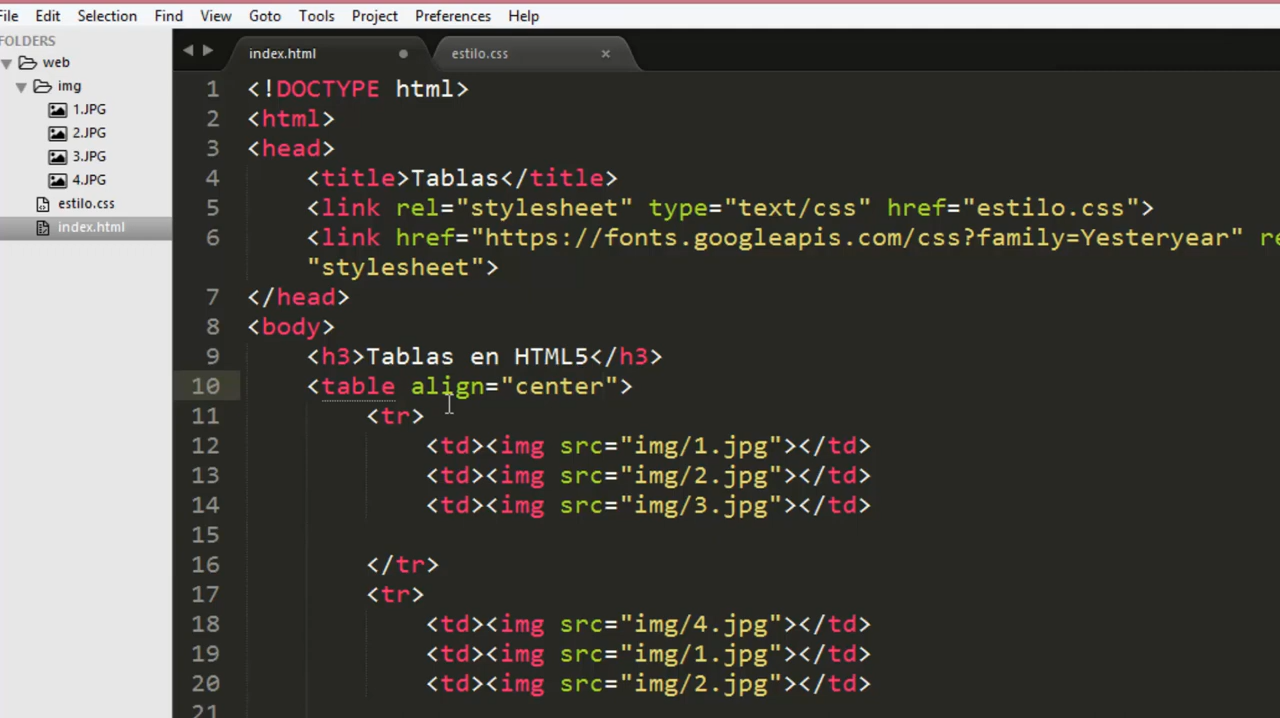 File Edit Selection Find View Goto Tools Project Preferences Help
FOLDERS
web
img
1.JPG
2.JPG
3.JPG
4.JPG
estilo.css
index.html
index.html estilo.css
1 <!DOCTYPE html>
2 <html>
3 <head>
4 <title>Tablas</title>
5 <link rel="stylesheet" type="text/css" href="estilo.css">
6 <link href="https://fonts.googleapis.com/css?family=Yesteryear" re
"stylesheet">
7 </head>
8 <body>
9 <h3>Tablas en HTML5</h3>
10 <table align="center">
11 <tr>
12 <td><img src="img/1.jpg"></td>
13 <td><img src="img/2.jpg"></td>
14 <td><img src="img/3.jpg"></td>
15
16 </tr>
17 <tr>
18 <td><img src="img/4.jpg"></td>
19 <td><img src="img/1.jpg"></td>
20 <td><img src="img/2.jpg"></td>
21